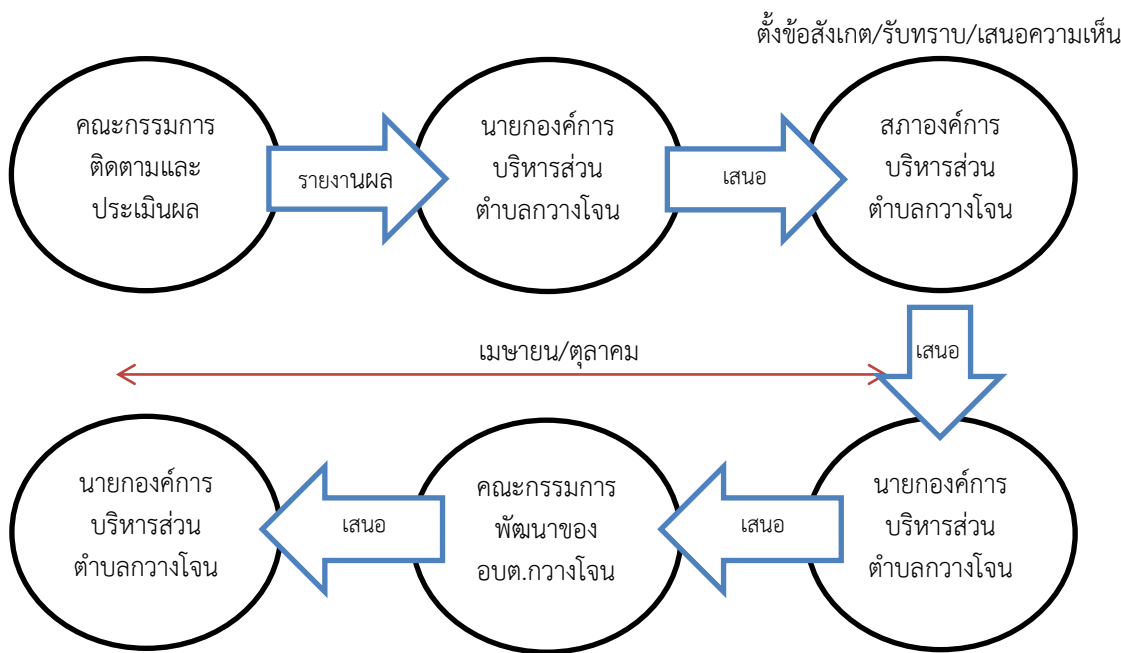 ตั้งข้อสังเกต/รับทราบ/เสนอความเห็น
คณะกรรมการ
ติดตามและ
ประเมินผล
รายงานผล
นายกองค์การ
บริหารส่วน
ตำบลกวางโจน
เสนอ
สภาองค์การ
บริหารส่วน
ตำบลกวางโจน
เสนอ
เมษายน/ตุลาคม
นายกองค์การ
บริหารส่วน
ตำบลกวางโจน
เสนอ
คณะกรรมการ
พัฒนาของ
อบต.กวางโจน
เสนอ
นายกองค์การ
บริหารส่วน
ตำบลกวางโจน